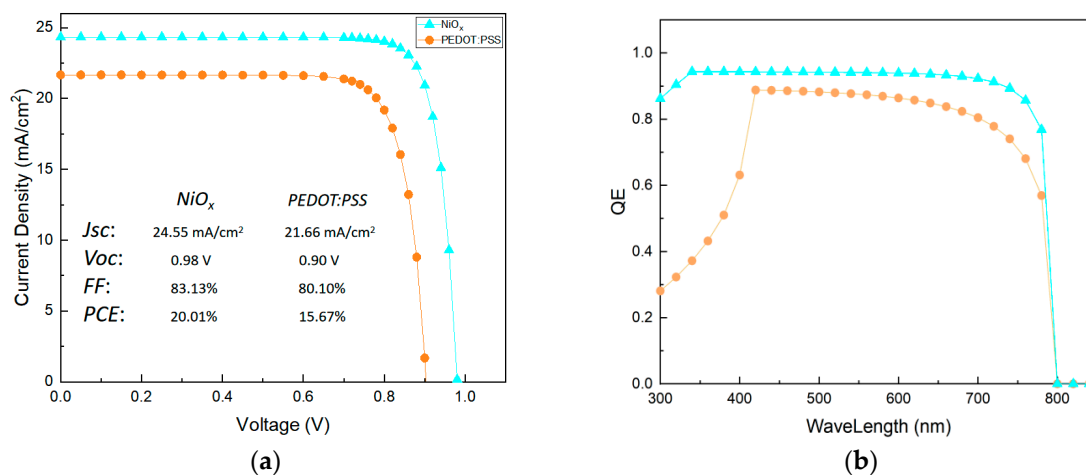 NiOx
PEDOT:PSS
Current Density (mA/cm²)
25
20
15
10
5
0
NiOx PEDOT:PSS
Jsc: 24.55 mA/cm² 21.66 mA/cm²
Voc: 0.98 V 0.90 V
FF: 83.13% 80.10%
PCE: 20.01% 15.67%
0.0 0.2 0.4 0.6 0.8 1.0
Voltage (V)
(a)
QE
1.0
0.8
0.6
0.4
0.2
0.0
300 400 500 600 700 800
WaveLength (nm)
(b)